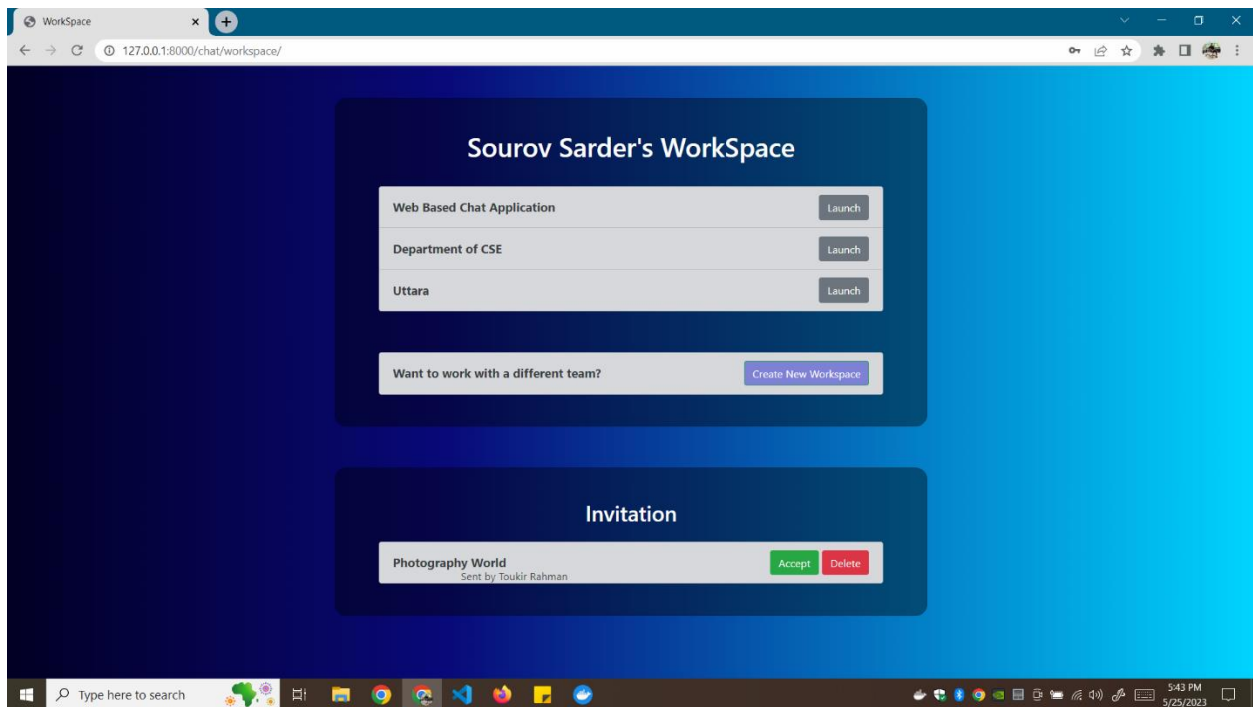 WorkSpace
127.0.0.1:8000/chat/workspace/
Sourov Sarder's WorkSpace
Web Based Chat Application Launch
Department of CSE Launch
Uttara Launch
Want to work with a different team? Create New Workspace
Invitation
Photography World Accept Delete
Sent by Toukir Rahman
Type here to search
5:43 PM
5/25/2023